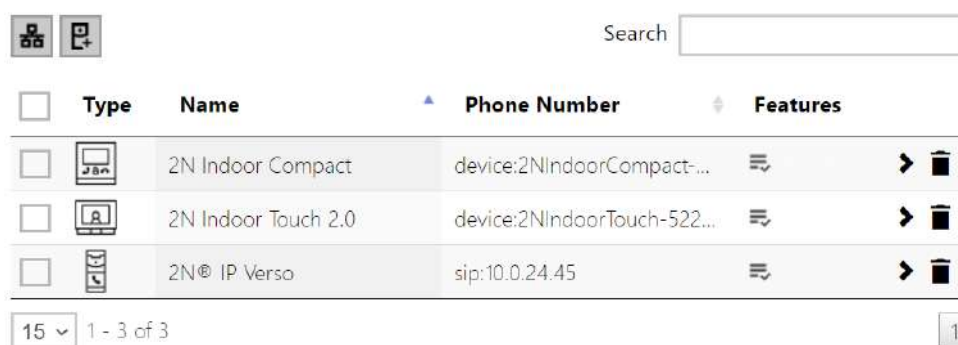 Search
Type Name Phone Number Features
2N Indoor Compact device:2NIndoorCompact-...
2N Indoor Touch 2.0 device:2NIndoorTouch-522...
2N® IP Verso sip:10.0.24.45
15 1 - 3 of 3 1